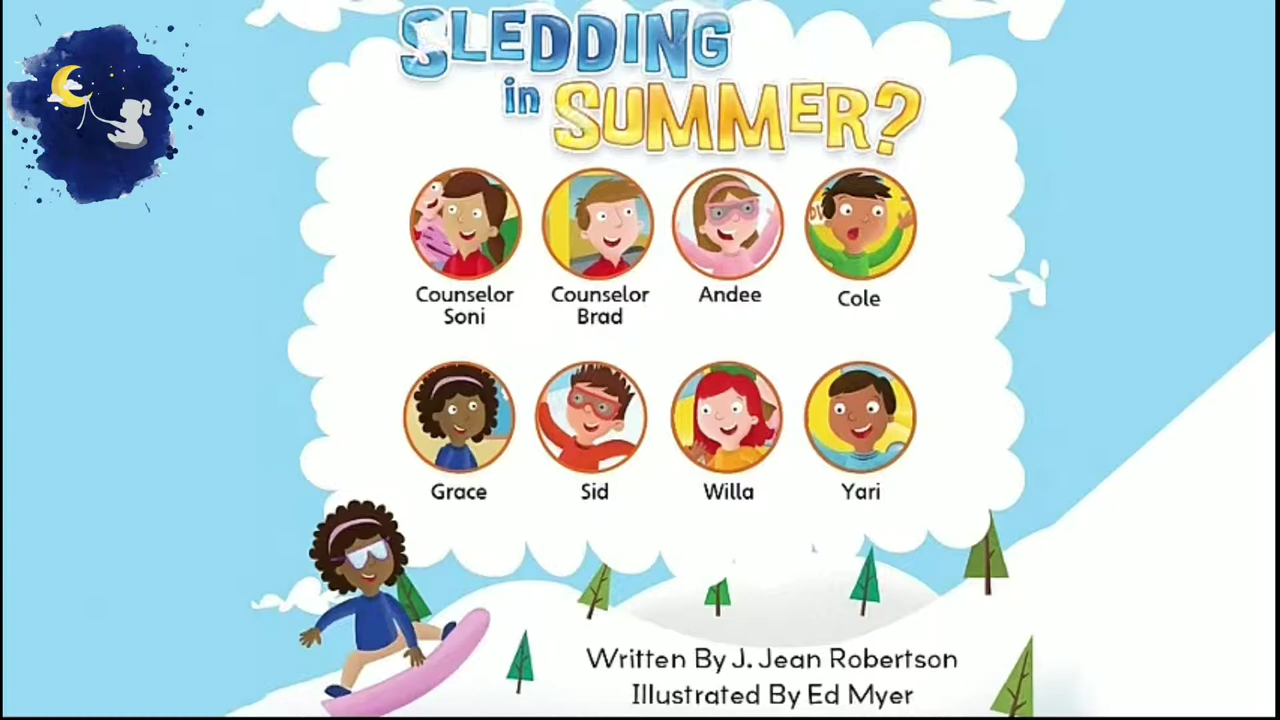 SLEDDING
in SUMMER?
Counselor
Soni
Counselor
Brad
Andee
Cole
Grace
Sid
Willa
Yari
Written By J. Jean Robertson
Illustrated By Ed Myer